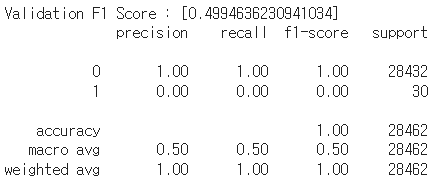 Validation F1 Score : [0.4994636230941034]
precision recall f1-score support
0 1.00 1.00 1.00 28432
1 0.00 0.00 0.00 30
accuracy 1.00 28462
macro avg 0.50 0.50 0.50 28462
weighted avg 1.00 1.00 1.00 28462